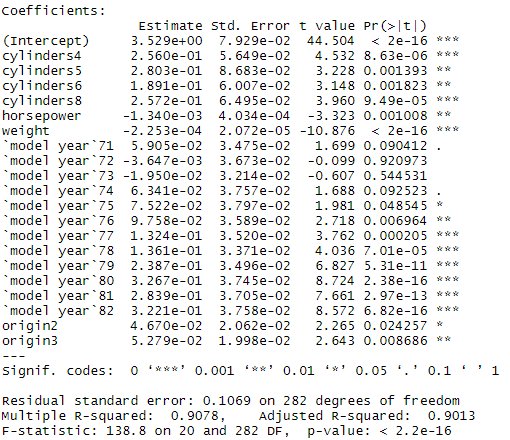 Coefficients:
Estimate Std. Error t value Pr(>|t|)
(Intercept) 3.529e+00 7.929e-02 44.504 < 2e-16 ***
cylinders4 2.560e-01 5.649e-02 4.532 8.63e-06 ***
cylinders5 2.803e-01 8.683e-02 3.228 0.001393 **
cylinders6 1.891e-01 6.007e-02 3.148 0.001823 **
cylinders8 2.572e-01 6.495e-02 3.960 9.49e-05 ***
horsepower -1.340e-03 4.034e-04 -3.323 0.001008 **
weight -2.253e-04 2.072e-05 -10.876 < 2e-16 ***
`model year`71 5.905e-02 3.475e-02 1.699 0.090412 .
`model year`72 -3.647e-03 3.673e-02 -0.099 0.920973
`model year`73 -1.950e-02 3.214e-02 -0.607 0.544531
`model year`74 6.341e-02 3.757e-02 1.688 0.092523 .
`model year`75 7.522e-02 3.797e-02 1.981 0.048545 *
`model year`76 9.758e-02 3.589e-02 2.718 0.006964 **
`model year`77 1.324e-01 3.520e-02 3.762 0.000205 ***
`model year`78 1.361e-01 3.371e-02 4.036 7.01e-05 ***
`model year`79 2.387e-01 3.496e-02 6.827 5.31e-11 ***
`model year`80 3.267e-01 3.745e-02 8.724 2.38e-16 ***
`model year`81 2.839e-01 3.705e-02 7.661 2.97e-13 ***
`model year`82 3.221e-01 3.758e-02 8.572 6.82e-16 ***
origin2 4.670e-02 2.062e-02 2.265 0.024257 *
origin3 5.279e-02 1.998e-02 2.643 0.008686 **
---
Signif. codes: 0 ‘***’ 0.001 ‘**’ 0.01 ‘*’ 0.05 ‘.’ 0.1 ‘ ’ 1
Residual standard error: 0.1069 on 282 degrees of freedom
Multiple R-squared: 0.9078, Adjusted R-squared: 0.9013
F-statistic: 138.8 on 20 and 282 DF, p-value: < 2.2e-16